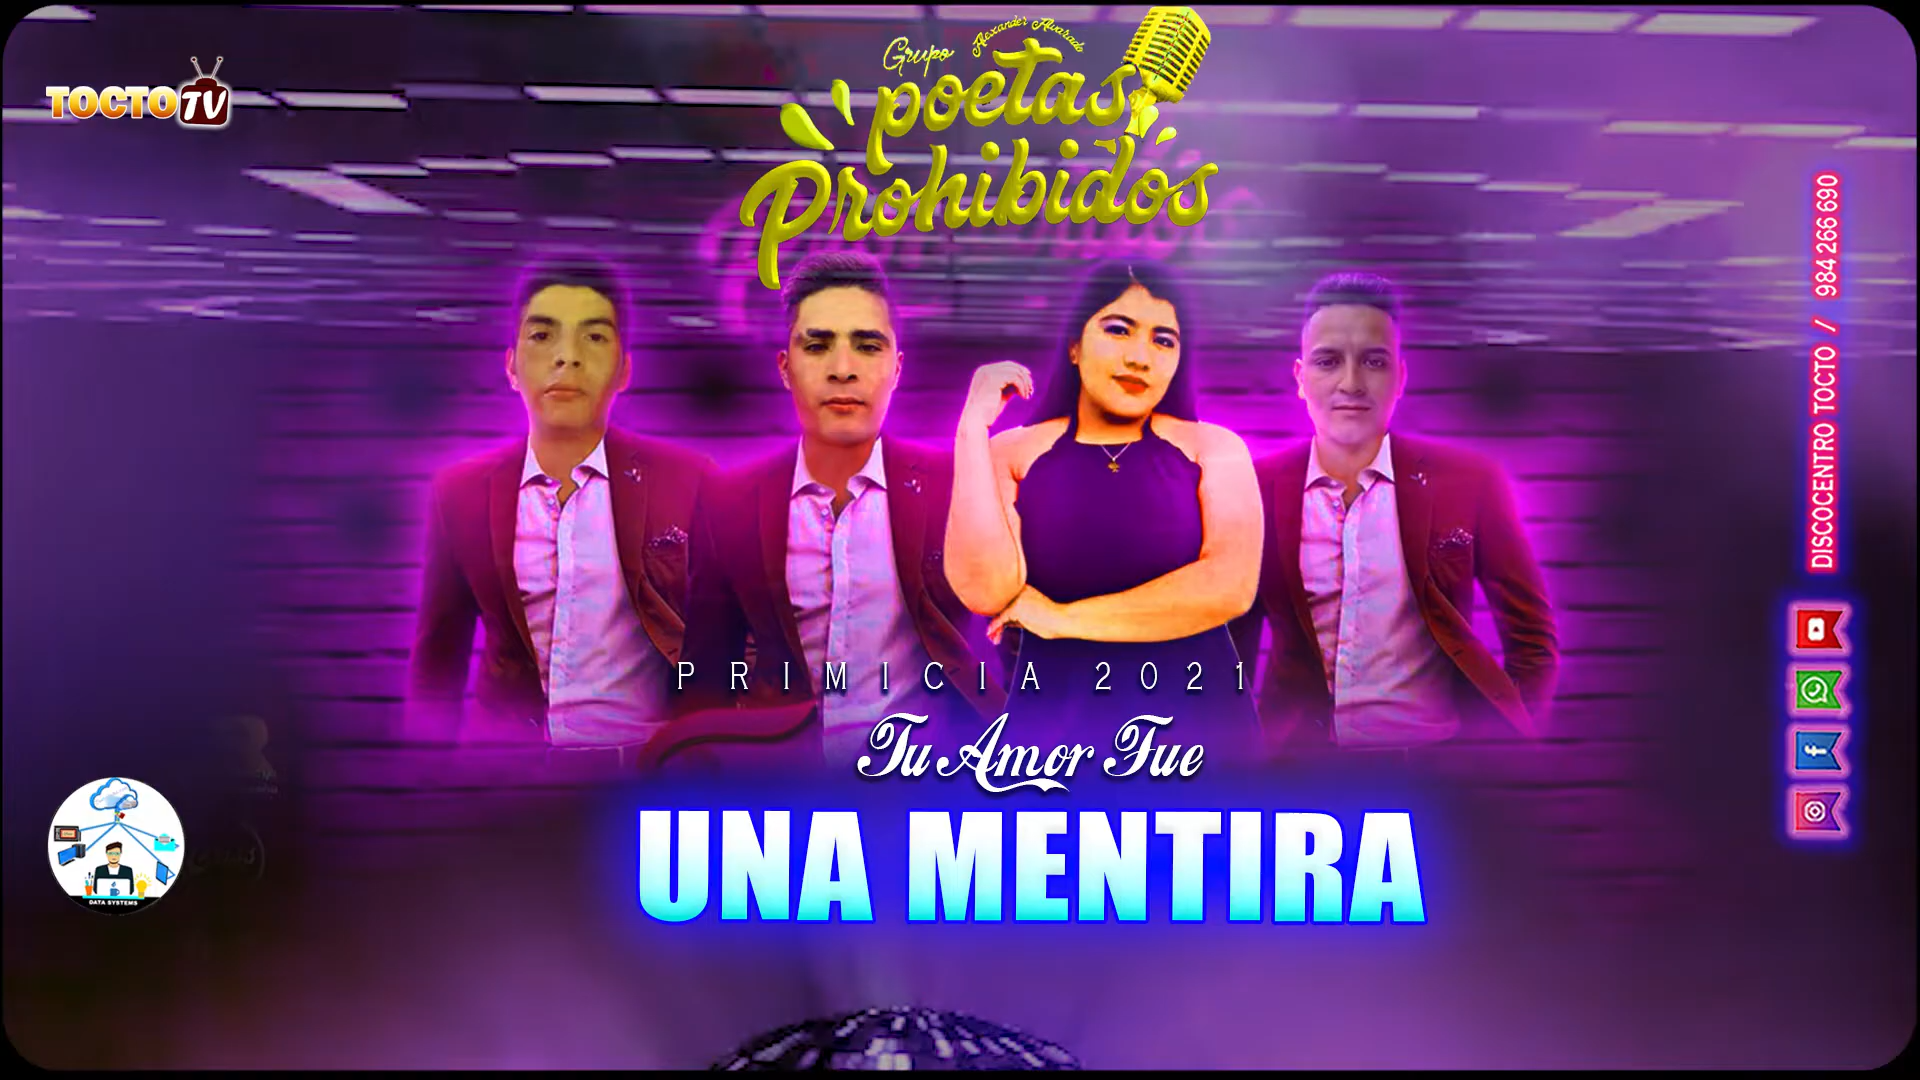 TOCTO TV
Grupo Alexander Alvarado
poetas
Prohibidos
PRIMICIA 2021
Tu Amor Fue
UNA MENTIRA
DISCOCENTRO TOCTO / 984 266 690
DATA SYSTEMS